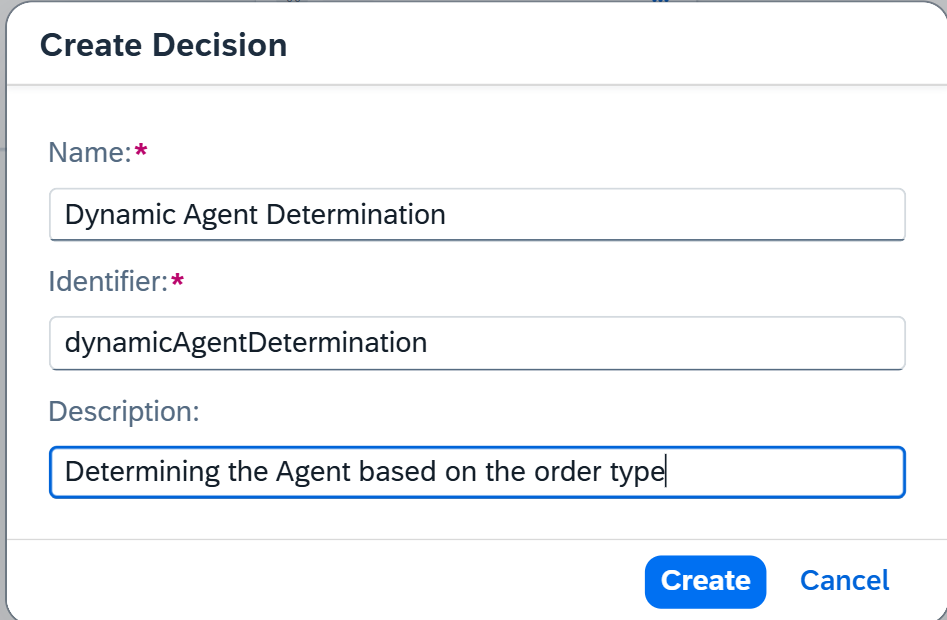 Create Decision
Name:*
Dynamic Agent Determination
Identifier:*
dynamicAgentDetermination
Description:
Determining the Agent based on the order type
Create Cancel